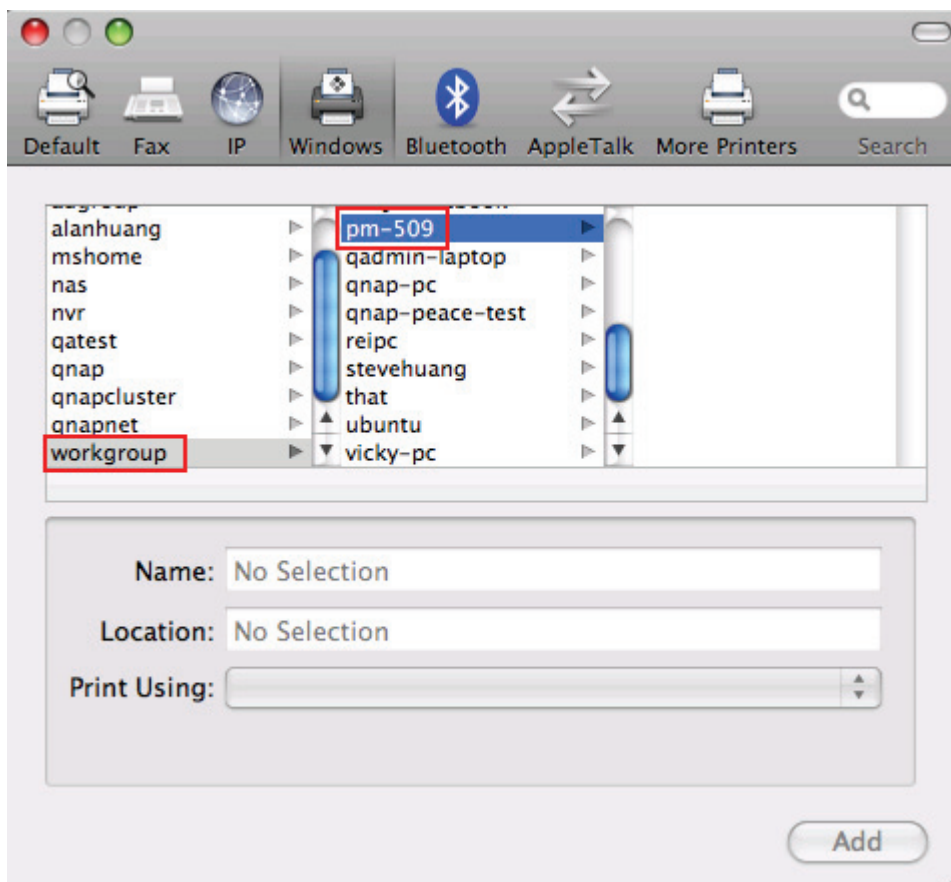 Default Fax IP Windows Bluetooth AppleTalk More Printers Search
alanhuang
mshome
nas
nvr
qatest
qnap
qnapcluster
qnapnet
workgroup
pm-509
qadmin-laptop
qnap-pc
qnap-peace-test
reipc
stevehuang
that
ubuntu
vicky-pc
Name: No Selection
Location: No Selection
Print Using:
Add